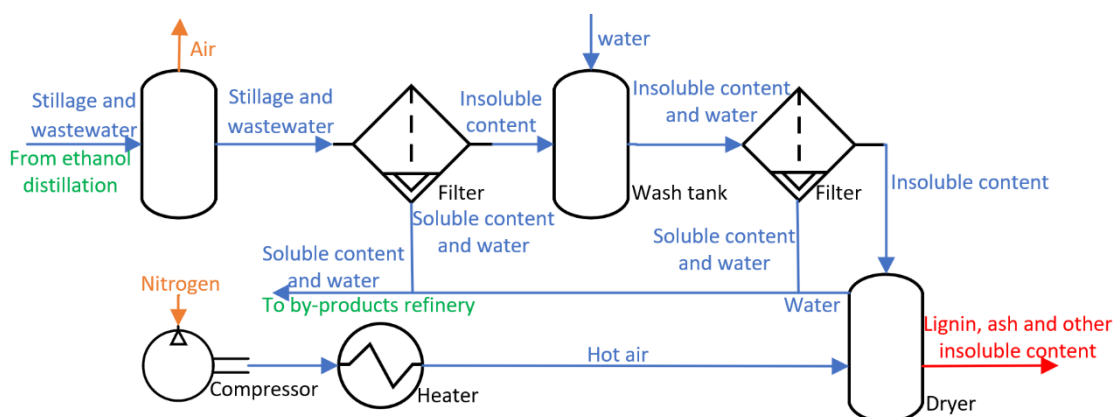 Air
water
Stillage and
wastewater
From ethanol
distillation
Stillage and
wastewater
Filter
Insoluble
content
Insoluble content
and water
Wash tank
Filter
Insoluble content
Soluble content
and water
Soluble content
and water
Soluble content
and water
To by-products refinery
Water
Nitrogen
Compressor
Heater
Hot air
Lignin, ash and other
insoluble content
Dryer